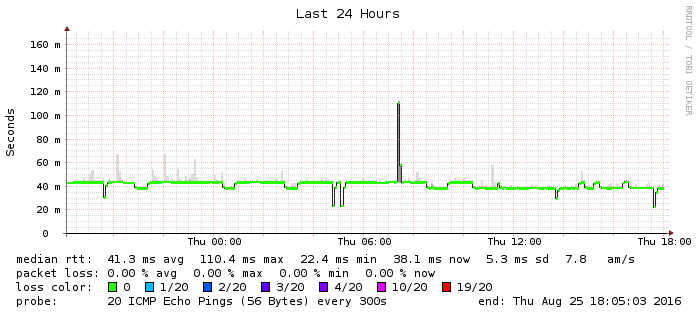 Last 24 Hours
RRDTOOL / TOBI OETIKER
Seconds
160 m
140 m
120 m
100 m
80 m
60 m
40 m
20 m
0
Thu 00:00 Thu 06:00 Thu 12:00 Thu 18:00
median rtt: 41.3 ms avg 110.4 ms max 22.4 ms min 38.1 ms now 5.3 ms sd 7.8 am/s
packet loss: 0.00 % avg 0.00 % max 0.00 % min 0.00 % now
loss color: 0 1/20 2/20 3/20 4/20 10/20 19/20
probe: 20 ICMP Echo Pings (56 Bytes) every 300s end: Thu Aug 25 18:05:03 2016